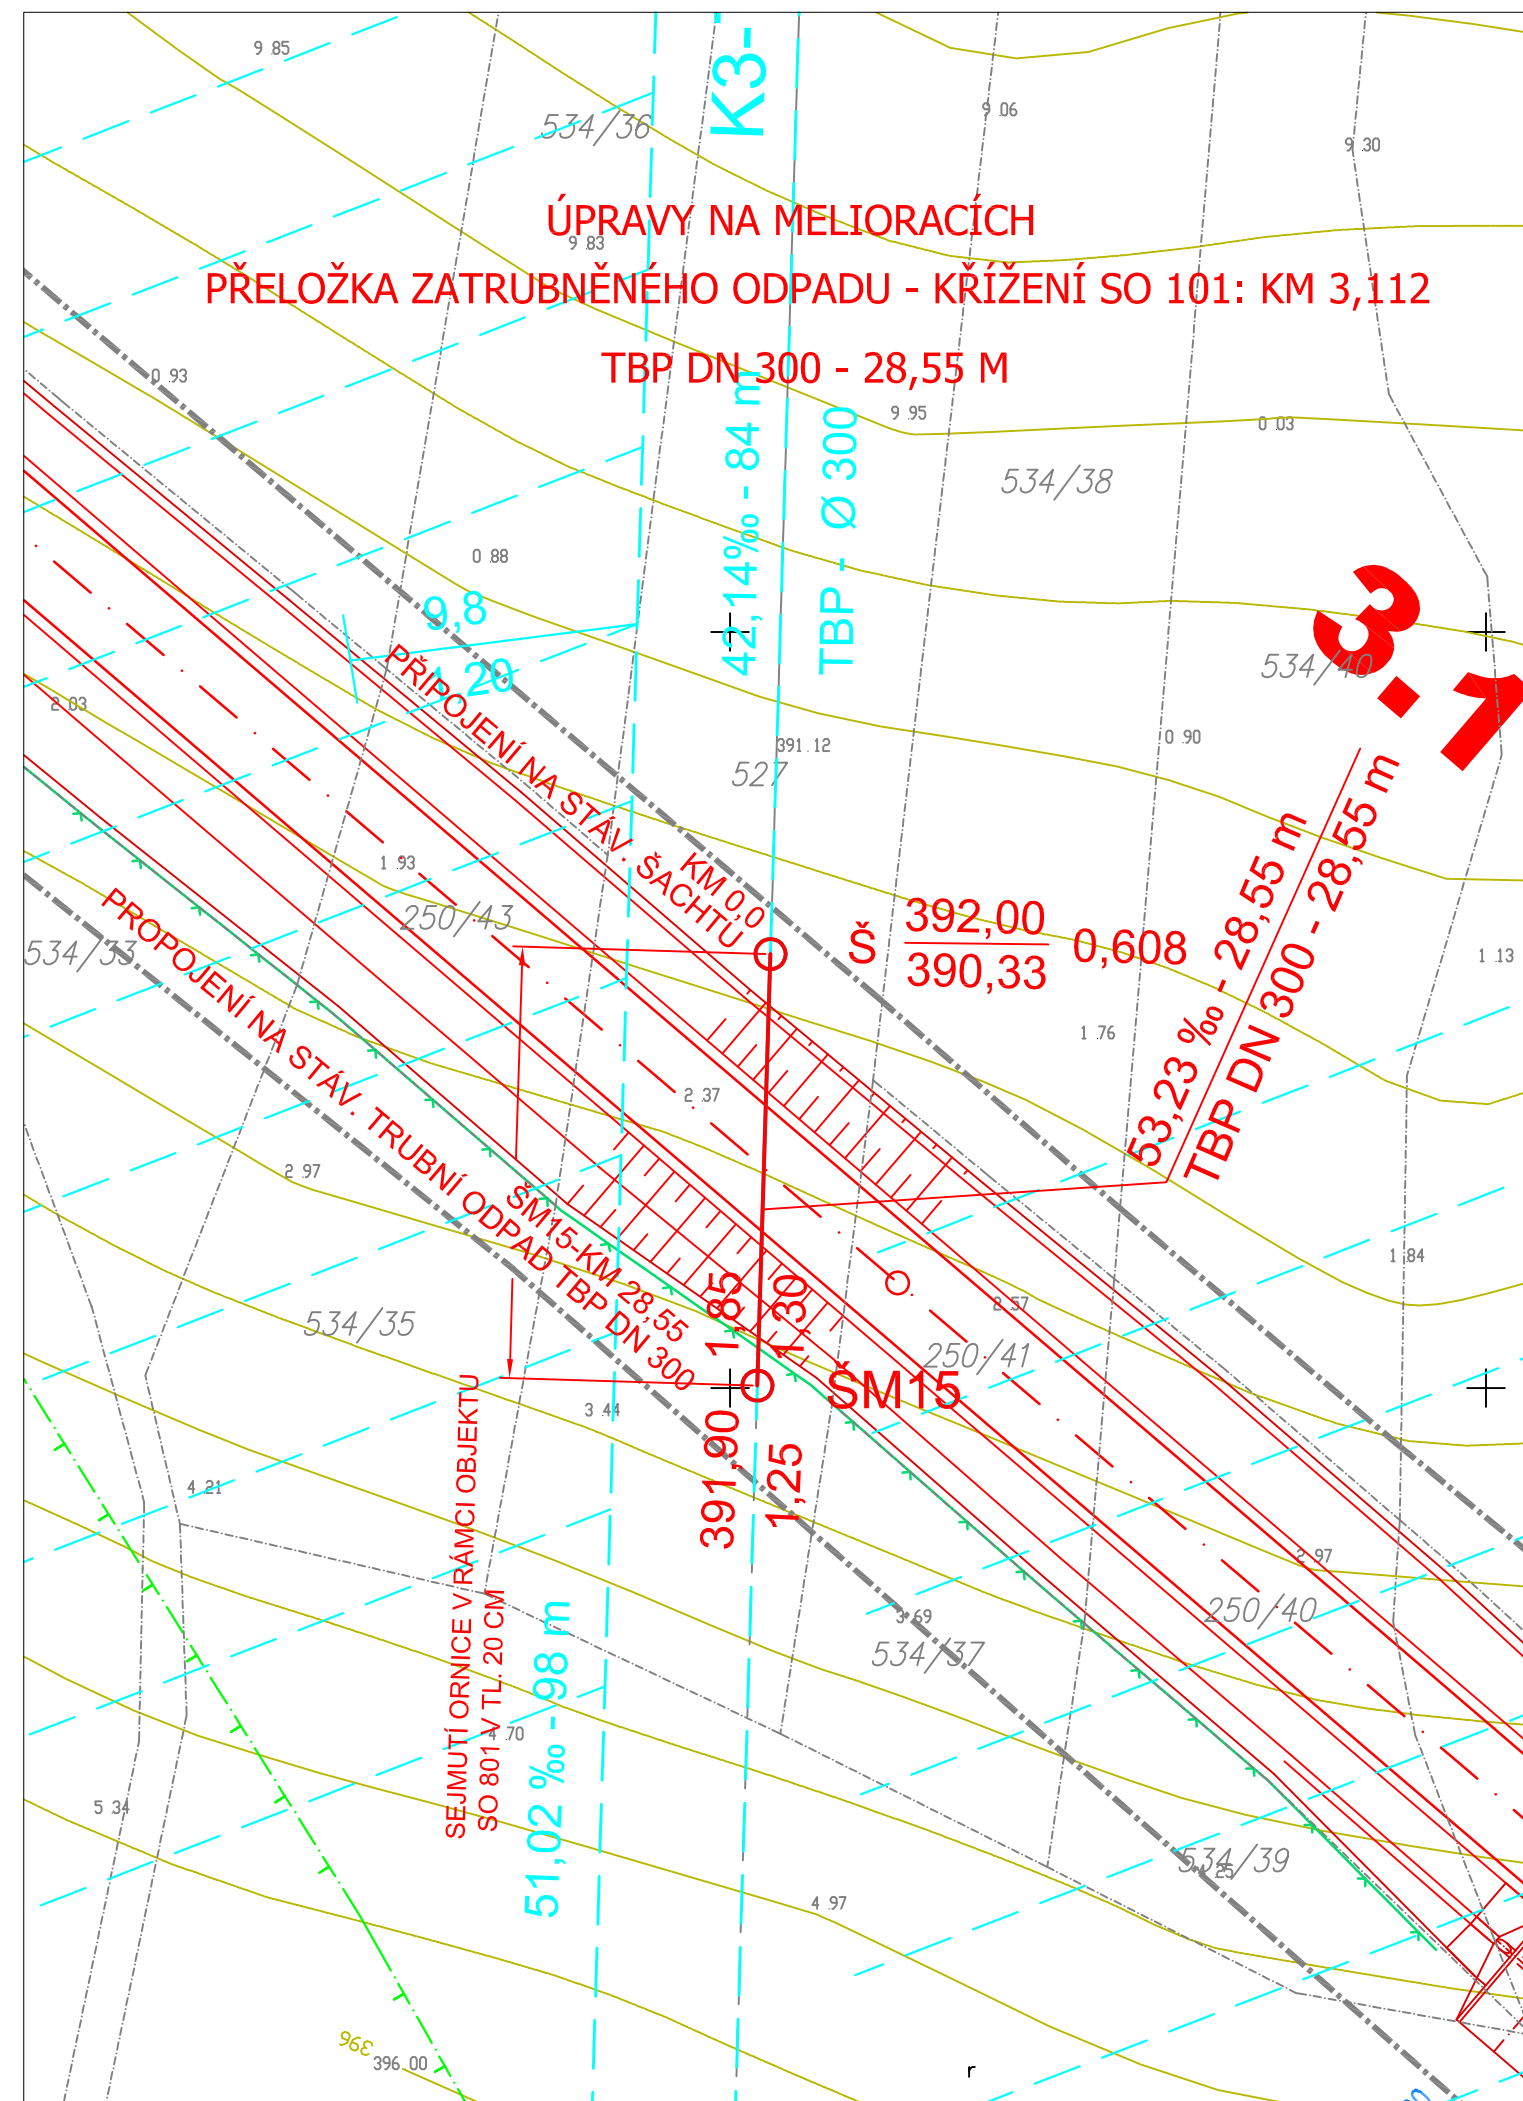 9.85
K3-
534/36
9.06
9.30
ÚPRAVY NA MELIORACÍCH
9.83
PŘELOŽKA ZATRUBNĚNÉHO ODPADU - KŘÍŽENÍ SO 101: KM 3,112
TBP DN 300 - 28,55 M
0.93
9.95
0.03
42,14‰ - 84 m
TBP - Ø 300
534/38
0.88
9,8
1,20
534/40
3.1
2.03
391.12
527
0.90
PŘIPOJENÍ NA STÁV. ŠACHTU
KM 0,0
1.93
250/43
534/33
Š 392,00
390,33
0,608
53,23 ‰ - 28,55 m
TBP DN 300 - 28,55 m
1.13
1.76
2.37
PROPOJENÍ NA STÁV. TRUBNÍ ODPAD TBP DN 300
ŠM15-KM 28,55
2.97
1.84
534/35
2.57
250/41
1,85
1,30
ŠM15
391,90
1,25
3.44
4.21
SEJMUTÍ ORNICE V RÁMCI OBJEKTU
SO 801 V TL. 20 CM
51,02 ‰ - 98 m
2.97
250/40
3.69
534/37
4.70
5.34
534/39
4.25
4.97
396
396.00
r